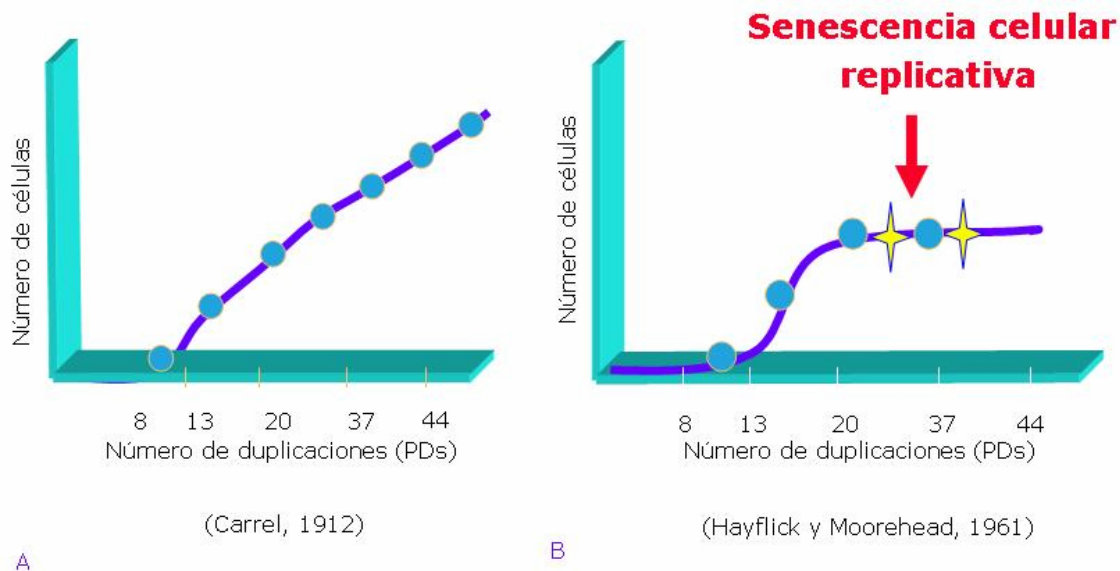 Número de células
8 13 20 37 44
Número de duplicaciones (PDs)
(Carrel, 1912)
A
Senescencia celular
replicativa
Número de células
8 13 20 37 44
Número de duplicaciones (PDs)
(Hayflick y Moorehead, 1961)
B